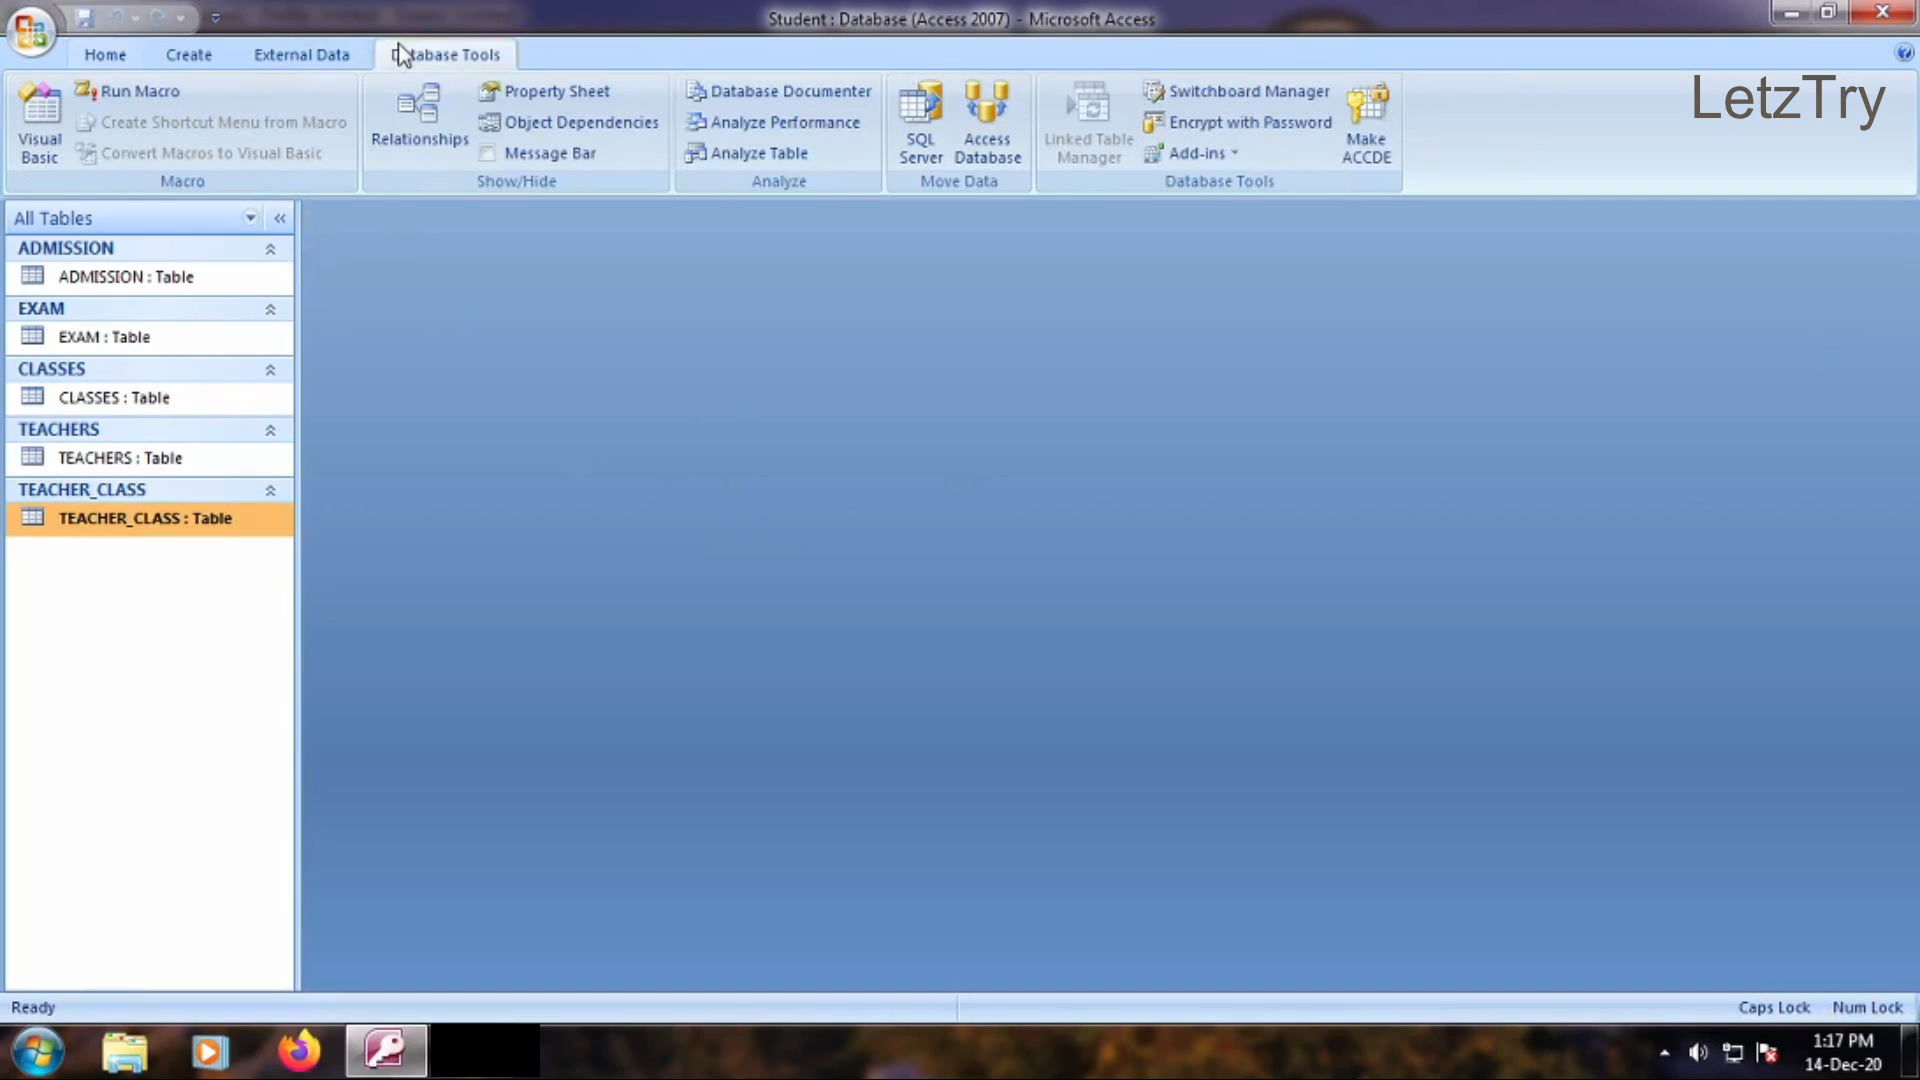 Student : Database (Access 2007) - Microsoft Access
Home Create External Data Database Tools
LetzTry
Visual Basic
Run Macro
Create Shortcut Menu from Macro
Convert Macros to Visual Basic
Macro
Relationships
Property Sheet
Object Dependencies
Message Bar
Show/Hide
Database Documenter
Analyze Performance
Analyze Table
Analyze
SQL Server
Access Database
Move Data
Linked Table Manager
Switchboard Manager
Encrypt with Password
Add-ins
Make ACCDE
Database Tools
All Tables
ADMISSION
ADMISSION : Table
EXAM
EXAM : Table
CLASSES
CLASSES : Table
TEACHERS
TEACHERS : Table
TEACHER_CLASS
TEACHER_CLASS : Table
Ready
Caps Lock Num Lock
1:17 PM
14-Dec-20